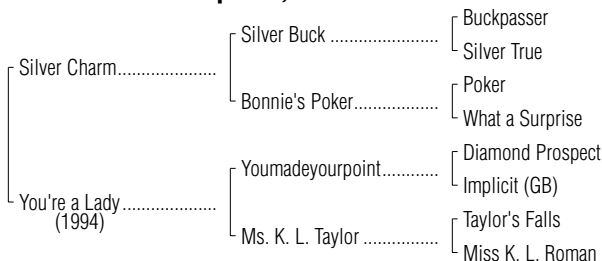 Silver Charm.....................
You're a Lady....................
(1994)
Silver Buck ......................
Bonnie's Poker.................
Youmadeyourpoint............
Ms. K. L. Taylor ...............
Buckpasser
Silver True
Poker
What a Surprise
Diamond Prospect
Implicit (GB)
Taylor's Falls
Miss K. L. Roman